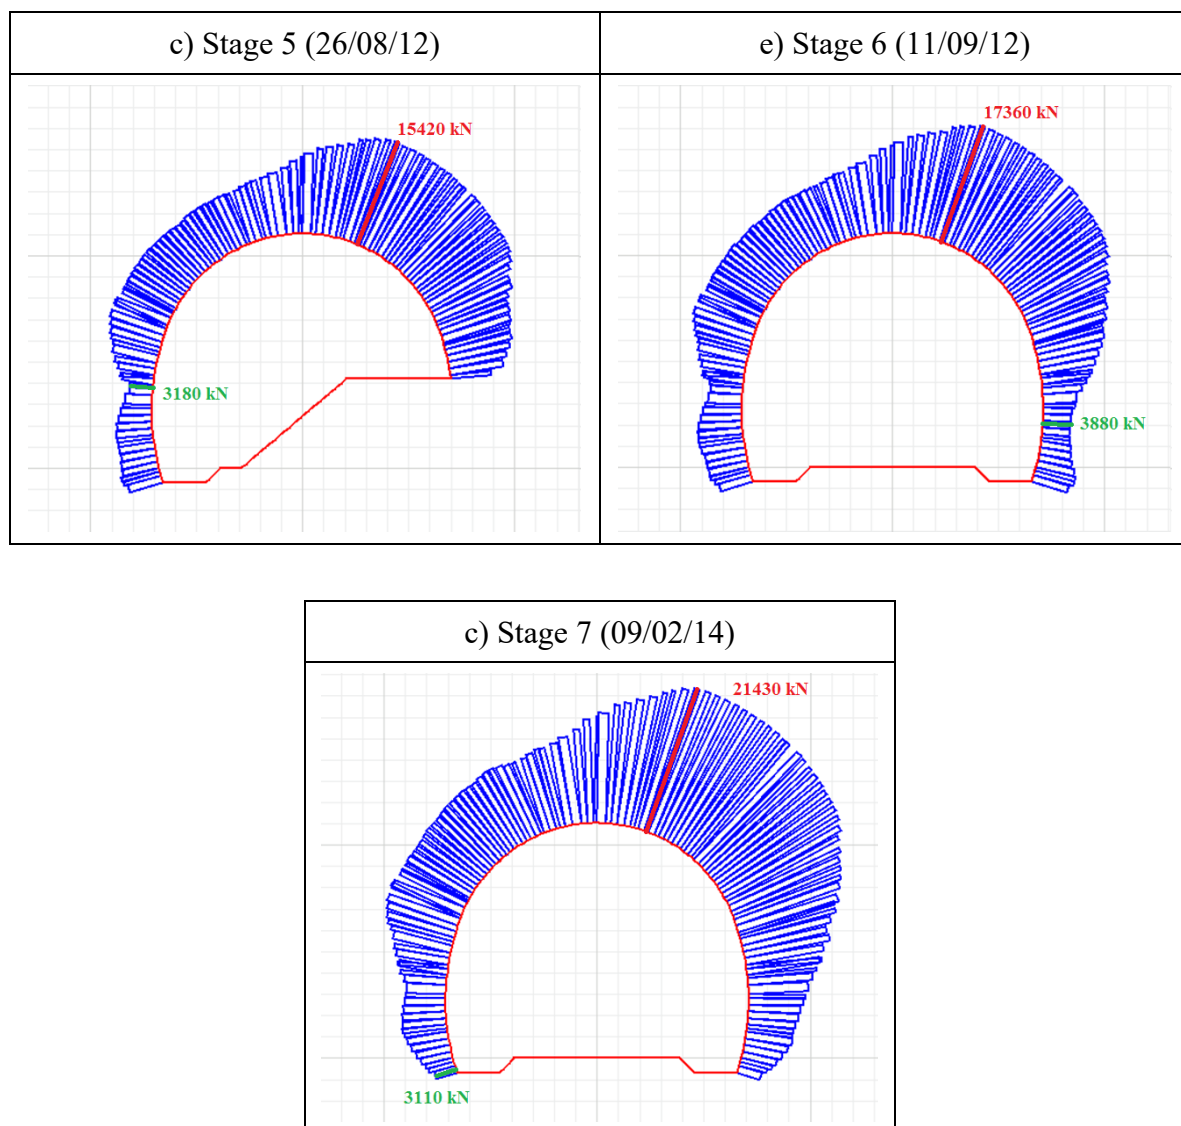 c) Stage 5 (26/08/12)
e) Stage 6 (11/09/12)
15420 kN
3180 kN
17360 kN
3880 kN
c) Stage 7 (09/02/14)
21430 kN
3110 kN